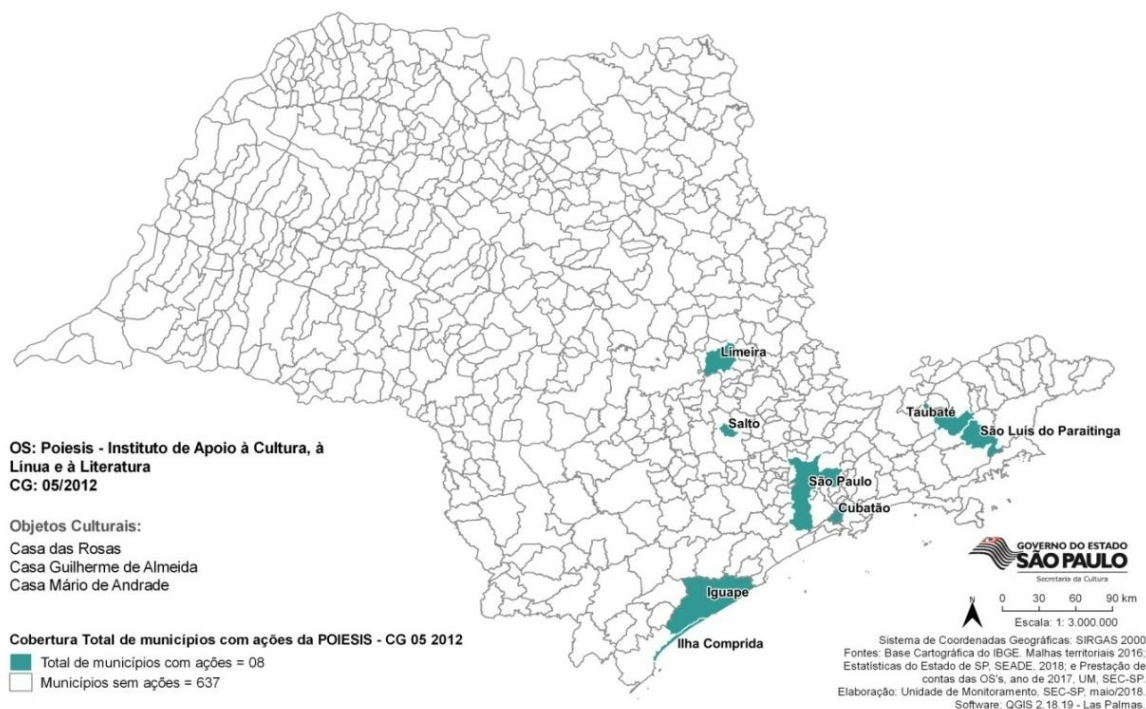 Limeira
Taubaté
Salto
São Luis do Paraitinga
São Paulo
Cubatão
Iguape
Ilha Comprida
OS: Poiesis - Instituto de Apoio à Cultura, à
Línua e à Literatura
CG: 05/2012
Objetos Culturais:
Casa das Rosas
Casa Guilherme de Almeida
Casa Mário de Andrade
Cobertura Total de municípios com ações da POIESIS - CG 05 2012
Total de municípios com ações = 08
Municípios sem ações = 637
GOVERNO DO ESTADO
SÃO PAULO
Secretaria da Cultura
N
0 30 60 90 km
Escala: 1: 3.000.000
Sistema de Coordenadas Geográficas: SIRGAS 2000
Fontes: Base Cartográfica do IBGE. Malhas territoriais 2016;
Estatísticas do Estado de SP, SEADE, 2018; e Prestação de
contas das OS's, ano de 2017, UM, SEC-SP.
Elaboração: Unidade de Monitoramento, SEC-SP, maio/2018.
Software: QGIS 2.18.19 - Las Palmas.